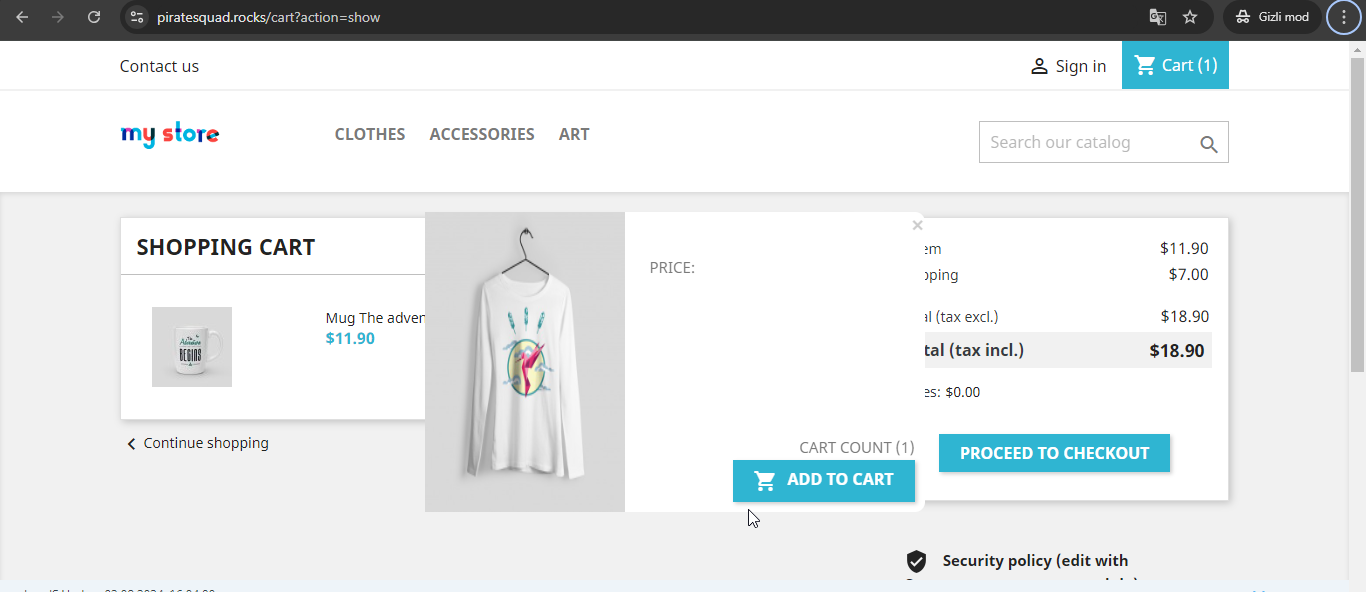 piratesquad.rocks/cart?action=show
Gizli mod
Contact us
Sign in
Cart (1)
my store
CLOTHES ACCESSORIES ART
Search our catalog
SHOPPING CART
Mug The adven
$11.90
The Adventure
BEGINS
PRICE:
CART COUNT (1)
ADD TO CART
×
em $11.90
pping $7.00
al (tax excl.) $18.90
tal (tax incl.) $18.90
es: $0.00
PROCEED TO CHECKOUT
Continue shopping
Security policy (edit with